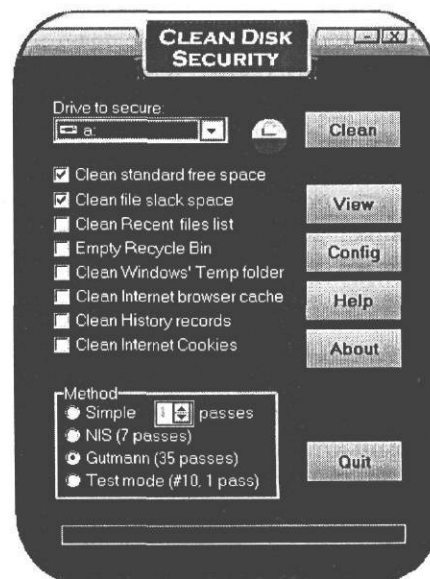 CLEAN DISK
SECURITY
Drive to secure:
a:
Clean
Clean standard free space
Clean file slack space
Clean Recent files list
Empty Recycle Bin
Clean Windows' Temp folder
Clean Internet browser cache
Clean History records
Clean Internet Cookies
View
Config
Help
About
Method
Simple 1 passes
NIS (7 passes)
Gutmann (35 passes)
Test mode (#10, 1 pass)
Quit